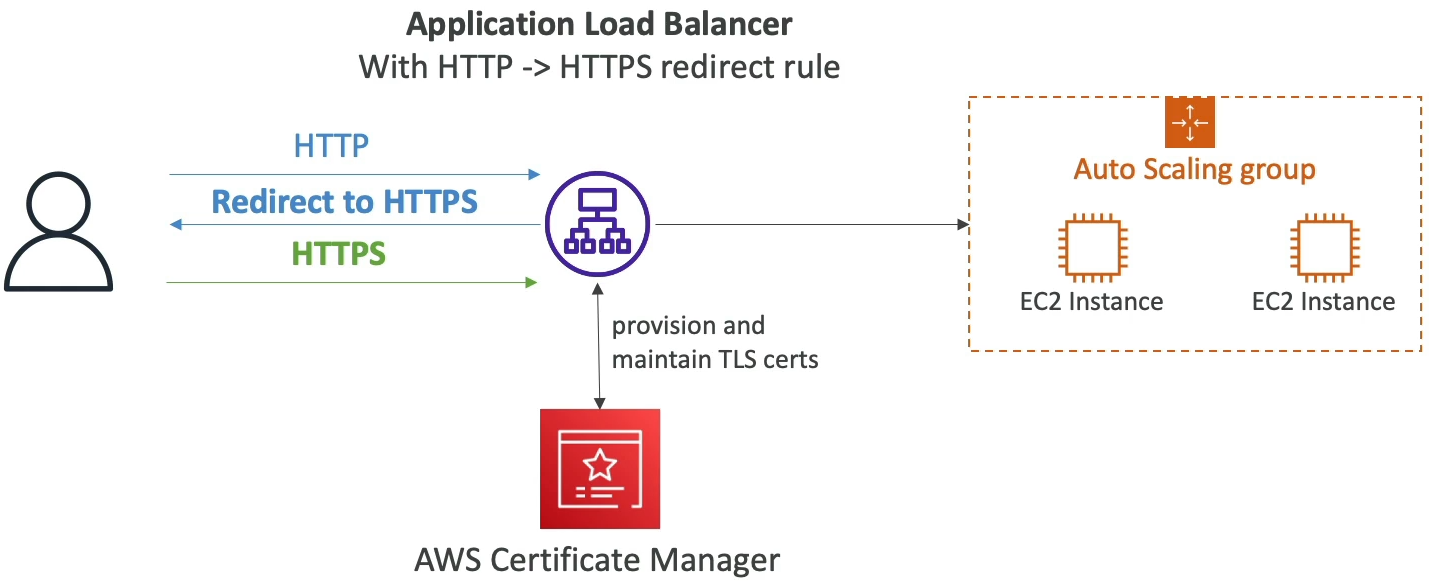 Application Load Balancer
With HTTP -> HTTPS redirect rule
HTTP
Redirect to HTTPS
HTTPS
Auto Scaling group
EC2 Instance
EC2 Instance
provision and
maintain TLS certs
AWS Certificate Manager